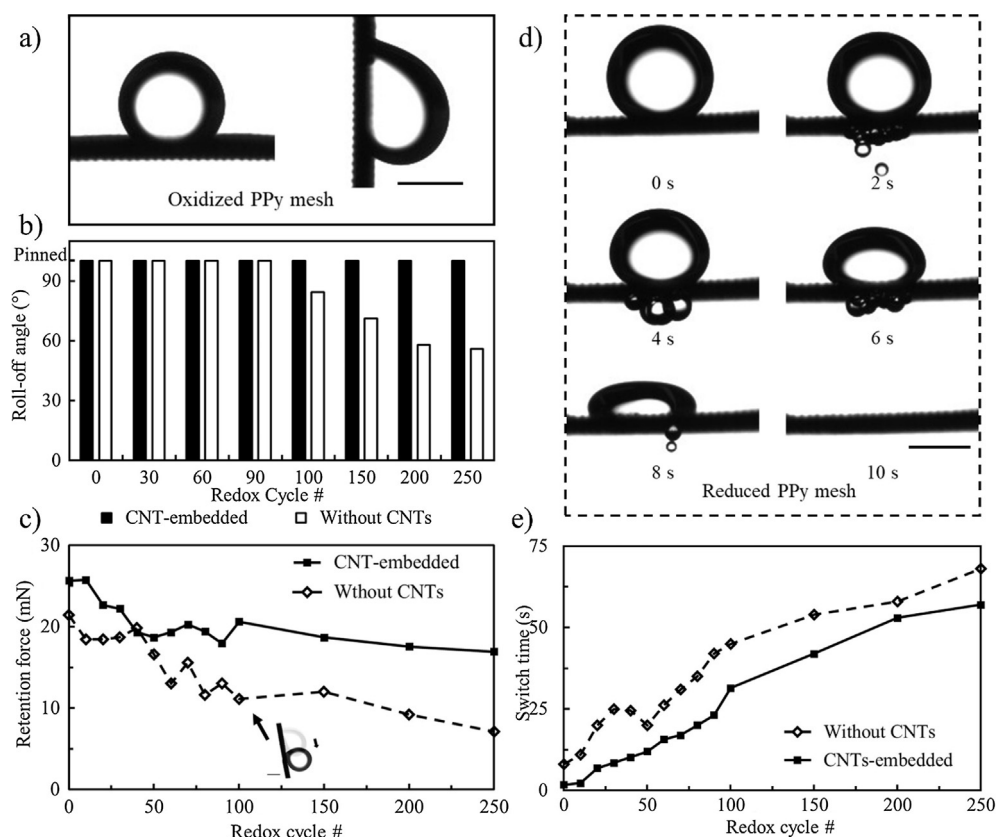 a)
Oxidized PPy mesh
b)
Pinned
90
60
30
0
Roll-off angle (°)
0 30 60 90 100 150 200 250
Redox Cycle #
CNT-embedded Without CNTs
c)
30
20
10
0
Retention force (mN)
CNT-embedded
Wthout CNTs
0 50 100 150 200 250
Redox cycle #
d)
0 s 2 s
4 s 6 s
8 s 10 s
Reduced PPy mesh
e)
75
50
25
0
Switch time (s)
Without CNTs
CNTs-embedded
0 50 100 150 200 250
Redox cycle #